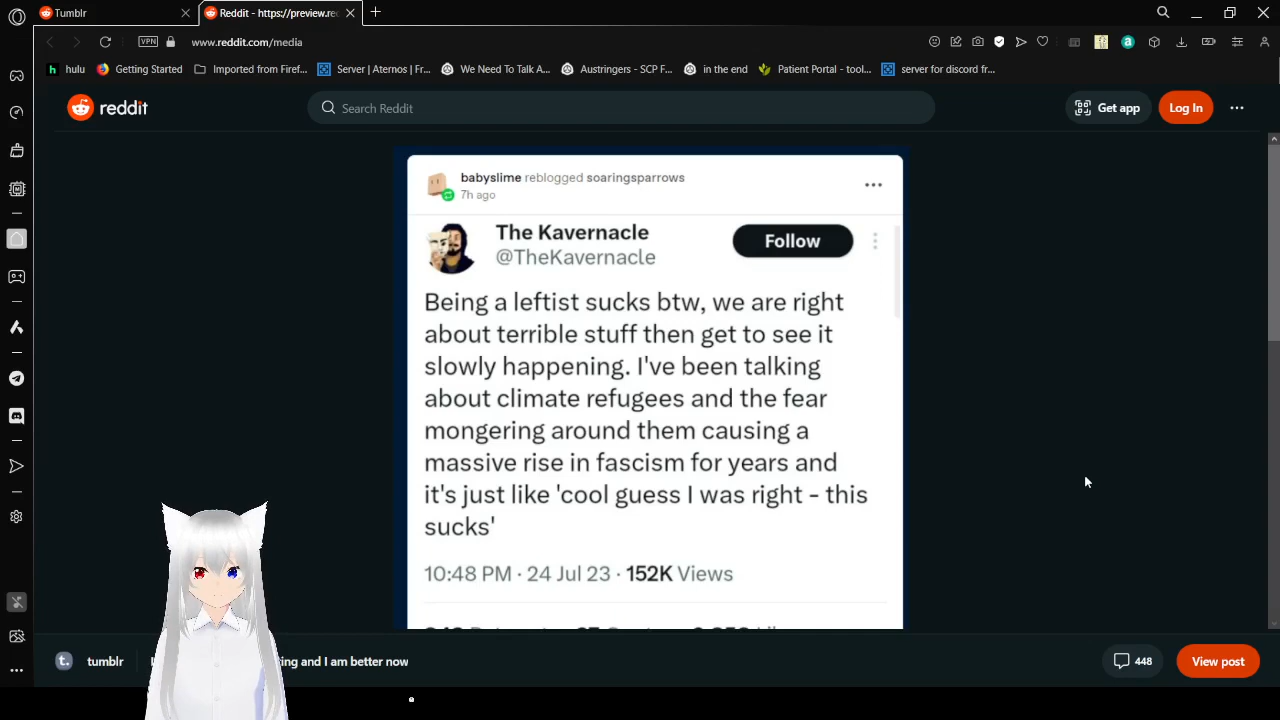 Tumblr
Reddit - https://preview.re
VPN
www.reddit.com/media
hulu
Getting Started
Imported from Firef...
Server | Aternos | Fr...
We Need To Talk A...
Austringers - SCP F...
in the end
Patient Portal - tool...
server for discord fr...
reddit
Search Reddit
Get app
Log In
babyslime reblogged soaringsparrows
7h ago
The Kavernacle
@TheKavernacle
Follow
Being a leftist sucks btw, we are right
about terrible stuff then get to see it
slowly happening. I've been talking
about climate refugees and the fear
mongering around them causing a
massive rise in fascism for years and
it's just like 'cool guess I was right - this
sucks'
10:48 PM · 24 Jul 23 · 152K Views
tumblr
and I am better now
448
View post